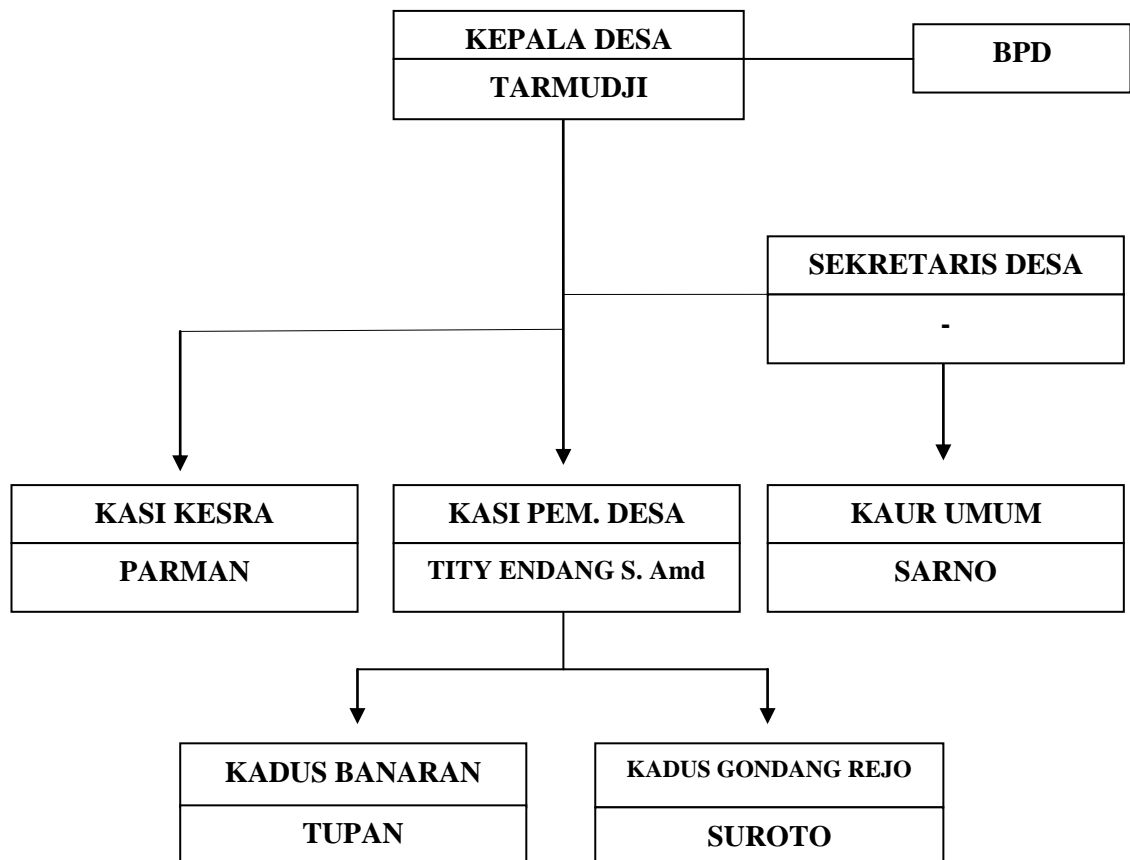 KEPALA DESA
TARMUDJI
BPD
SEKRETARIS DESA
-
KASI KESRA
PARMAN
KASI PEM. DESA
TITY ENDANG S. Amd
KAUR UMUM
SARNO
KADUS BANARAN
TUPAN
KADUS GONDANG REJO
SUROTO